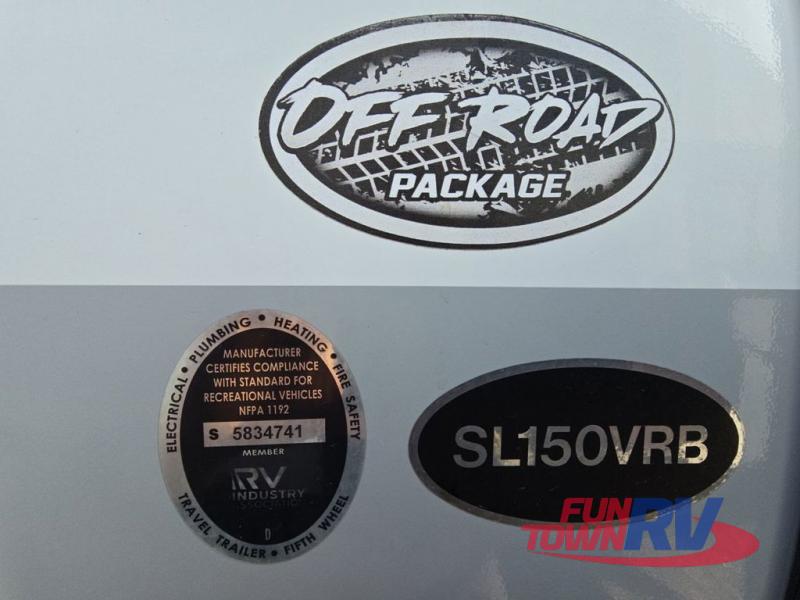 OFF ROAD
PACKAGE
ELECTRICAL • PLUMBING • HEATING • FIRE SAFETY
MANUFACTURER
CERTIFIES COMPLIANCE
WITH STANDARD FOR
RECREATIONAL VEHICLES
NFPA 1192
S 5834741
MEMBER
RV
INDUSTRY
ASSOCIATION
D
TRAVEL TRAILER • FIFTH WHEEL
SL150VRB
FUN
TOWN RV